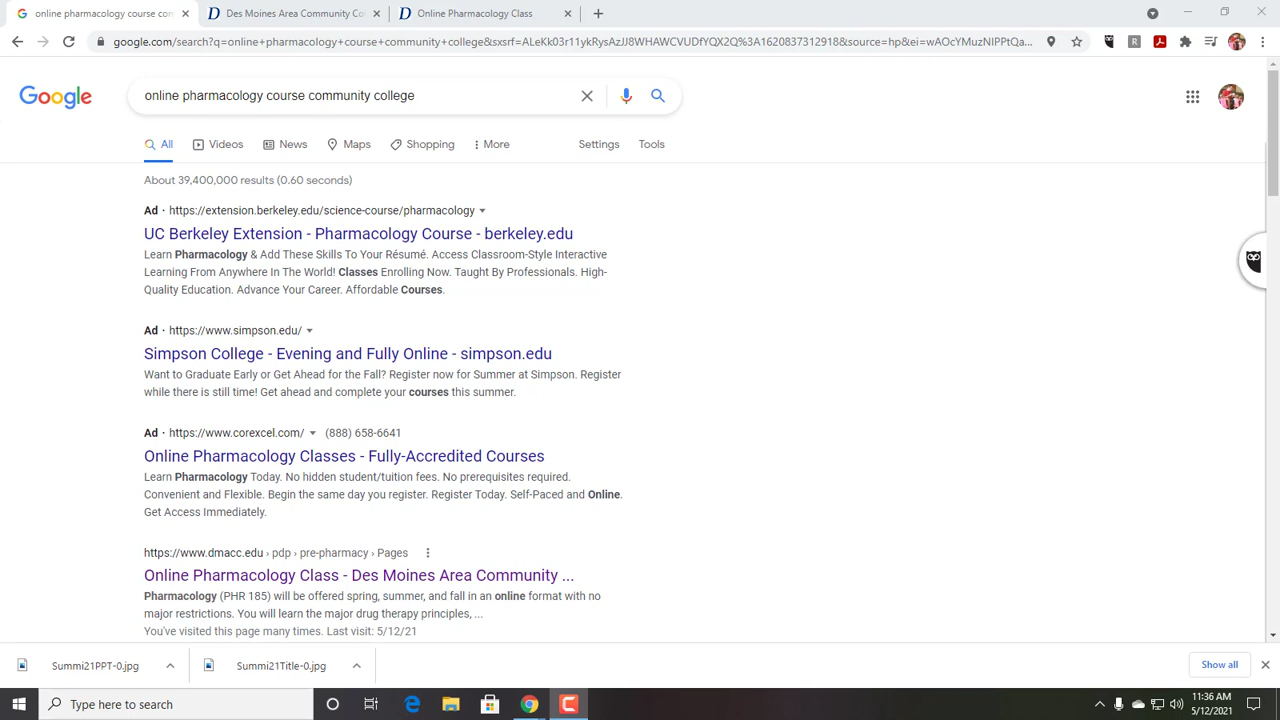 online pharmacology course com
Des Moines Area Community Co
Online Pharmacology Class
google.com/search?q=online+pharmacology+course+community+college&sxsrf=ALeKk03r11ykRysAzJJ8WHAWCVUDfYQX2Q%3A1620837312918&source=hp&ei=wAOcYMuzNIPPtQa...
Google
online pharmacology course community college
All
Videos
News
Maps
Shopping
More
Settings
Tools
About 39,400,000 results (0.60 seconds)
Ad · https://extension.berkeley.edu/science-course/pharmacology
UC Berkeley Extension - Pharmacology Course - berkeley.edu
Learn Pharmacology & Add These Skills To Your Résumé. Access Classroom-Style Interactive
Learning From Anywhere In The World! Classes Enrolling Now. Taught By Professionals. High-
Quality Education. Advance Your Career. Affordable Courses.
Ad · https://www.simpson.edu/
Simpson College - Evening and Fully Online - simpson.edu
Want to Graduate Early or Get Ahead for the Fall? Register now for Summer at Simpson. Register
while there is still time! Get ahead and complete your courses this summer.
Ad · https://www.corexcel.com/ (888) 658-6641
Online Pharmacology Classes - Fully-Accredited Courses
Learn Pharmacology Today. No hidden student/tuition fees. No prerequisites required.
Convenient and Flexible. Begin the same day you register. Register Today. Self-Paced and Online.
Get Access Immediately.
https://www.dmacc.edu › pdp › pre-pharmacy › Pages
Online Pharmacology Class - Des Moines Area Community ...
Pharmacology (PHR 185) will be offered spring, summer, and fall in an online format with no
major restrictions. You will learn the major drug therapy principles, ...
You've visited this page many times. Last visit: 5/12/21
Summi21PPT-0.jpg
Summi21Title-0.jpg
Show all
Type here to search
11:36 AM
5/12/2021